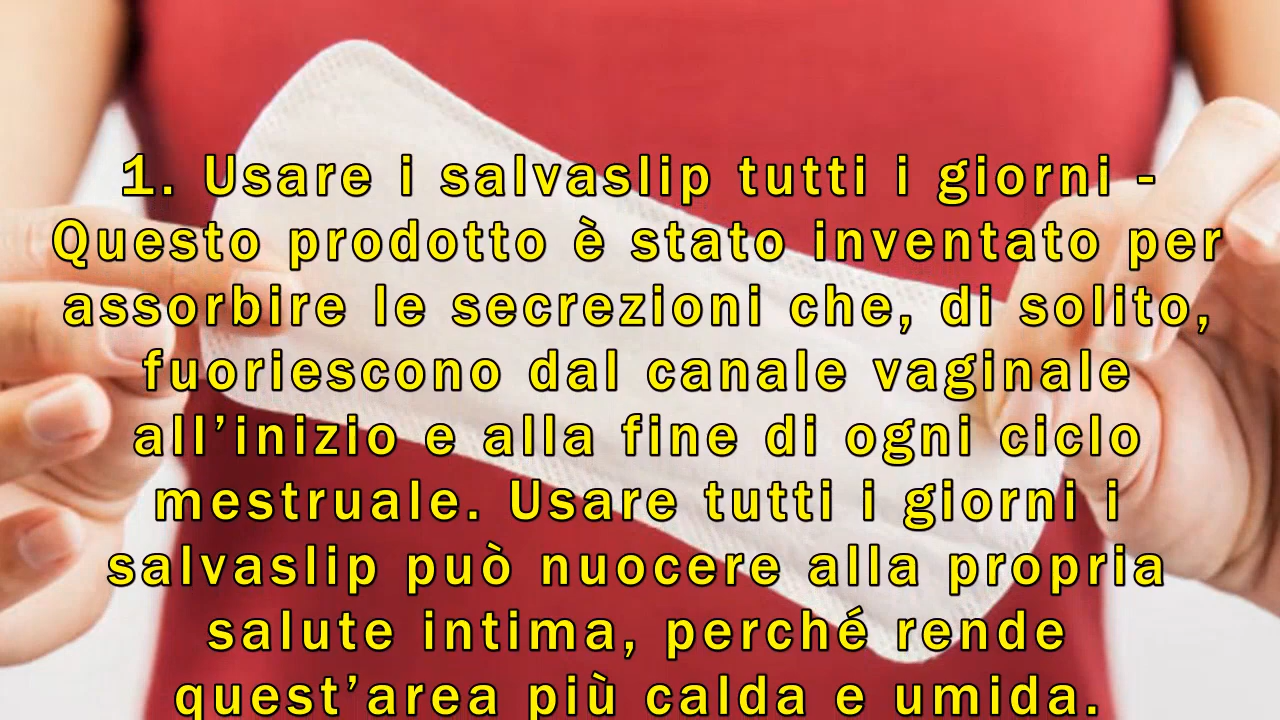 1. Usare i salvaslip tutti i giorni -
Questo prodotto è stato inventato per
assorbire le secrezioni che, di solito,
fuoriescono dal canale vaginale
all’inizio e alla fine di ogni ciclo
mestruale. Usare tutti i giorni i
salvaslip può nuocere alla propria
salute intima, perché rende
quest’area più calda e umida.